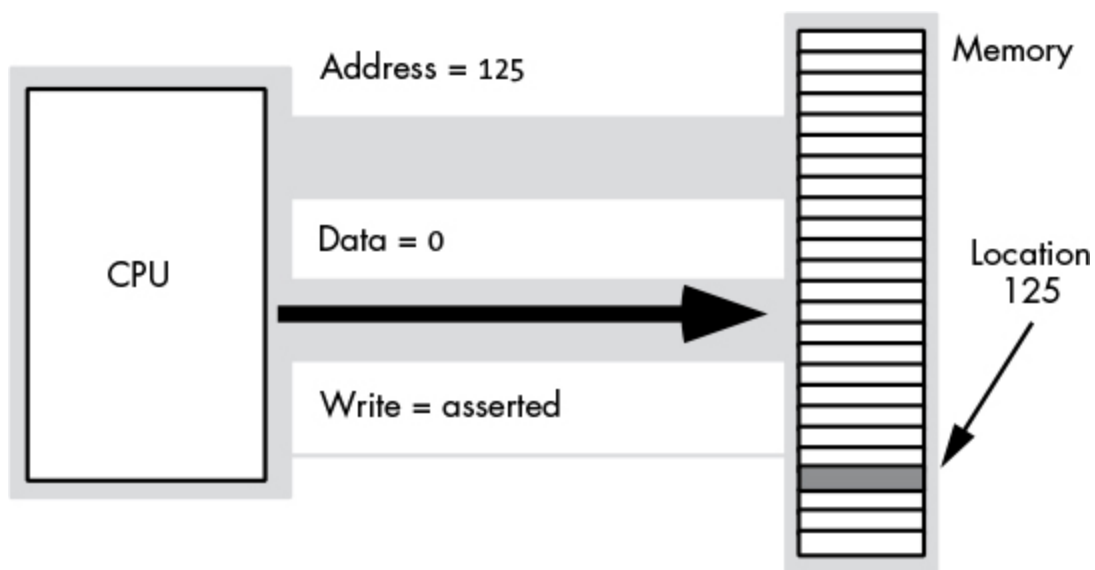 Address = 125
Memory
Data = 0
CPU
Location
125
Write = asserted